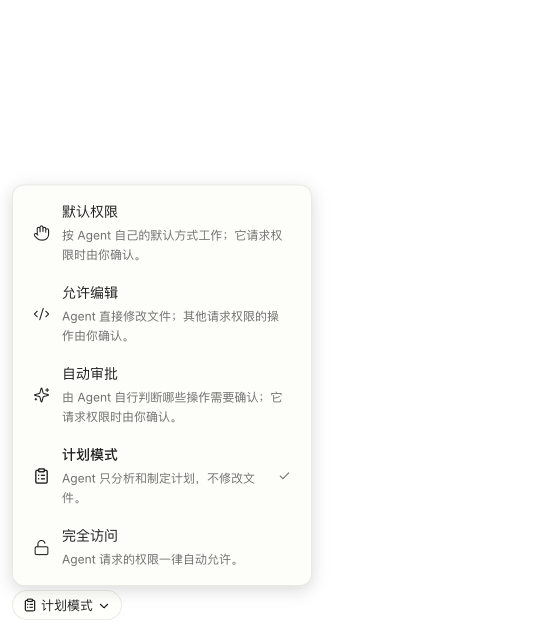 默认权限
按 Agent 自己的默认方式工作；它请求权
限时由你确认。
允许编辑
Agent 直接修改文件；其他请求权限的操
作由你确认。
自动审批
由 Agent 自行判断哪些操作需要确认；它
请求权限时由你确认。
计划模式
Agent 只分析和制定计划，不修改文
件。
完全访问
Agent 请求的权限一律自动允许。
计划模式